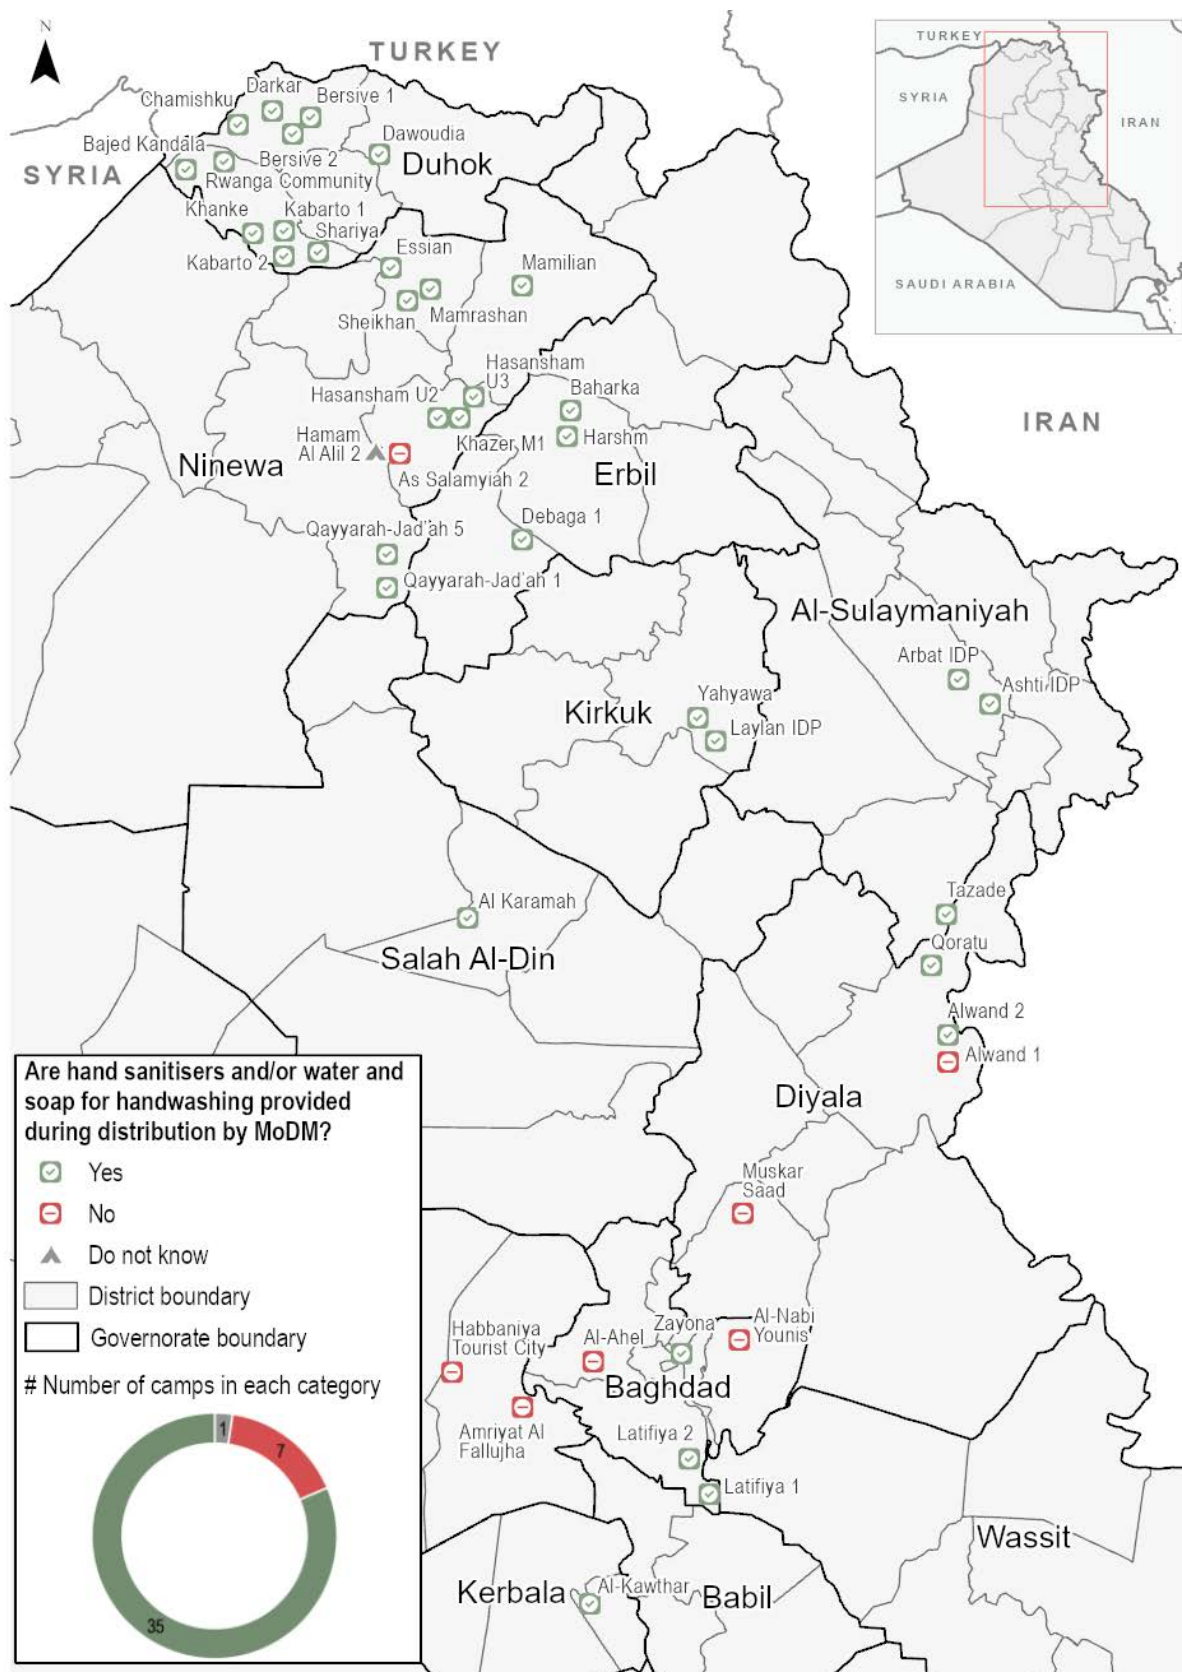 N
TURKEY
TURKEY
SYRIA
IRAN
SAUDI ARABIA
Darkar
Bersive 1
Chamishku
Dawoudia
Bajed Kandala
Bersive 2
Duhok
SYRIA
Rwanga Community
Khanke
Kabarto 1
Shariya
Kabarto 2
Essian
Mamilian
Sheikhan
Mamrashan
Hasansham
U3
Hasansham U2
Baharka
IRAN
Hamam
Al Alil 2
Khazer M1
Harshm
Ninewa
As Salamyiah 2
Erbil
Debaga 1
Qayyarah-Jad'ah 5
Qayyarah-Jad'ah 1
Al-Sulaymaniyah
Arbat IDP
Ashti IDP
Yahyawa
Kirkuk
Laylan IDP
Tazade
Al Karamah
Qoratu
Salah Al-Din
Alwand 2
Alwand 1
Diyala
Muskar
Saad
Zayona
Al-Nabi
Younis
Habbaniya
Tourist City
Al-Ahel
Baghdad
Amriyat Al
Fallujha
Latifiya 2
Latifiya 1
Wassit
Kerbala
Al-Kawthar
Babil
Are hand sanitisers and/or water and
soap for handwashing provided
during distribution by MoDM?
Yes
No
Do not know
District boundary
Governorate boundary
# Number of camps in each category
1
7
35